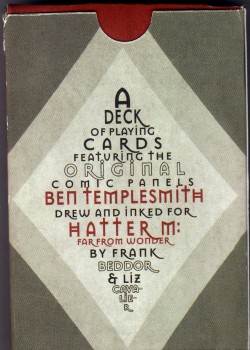 A
DECK
OF PLAYING
CARDS
FEATURING THE
ORIGINAL
COMIC PANELS
BEN TEMPLESMITH
DREW AND INKED FOR
HATTER M:
FAR FROM WONDER
BY FRANK
BEDDOR
& LIZ
CAVA-
LIE-
R